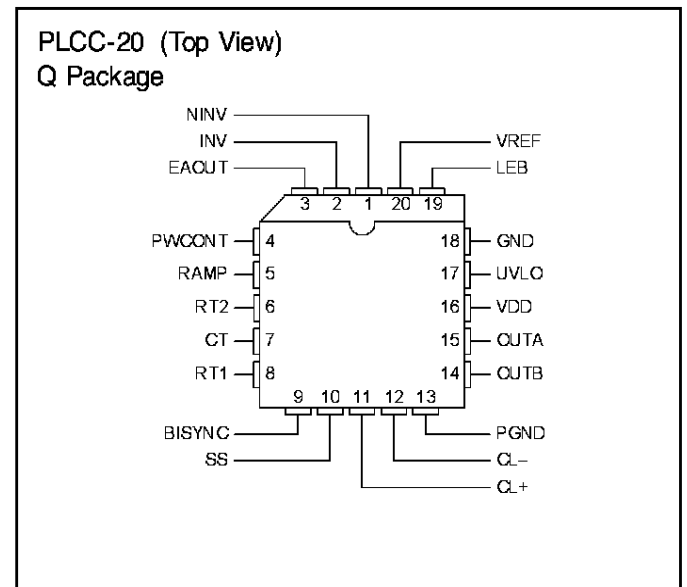 PLCC-20 (Top View)
Q Package
NINV
INV
VREF
EAOUT
LEB
3 2 1 20 19
PWCONT 4 18 GND
RAMP 5 17 UVLO
RT2 6 16 VDD
CT 7 15 OUTA
RT1 8 14 OUTB
9 10 11 12 13
BISYNC
PGND
SS
CL–
CL+